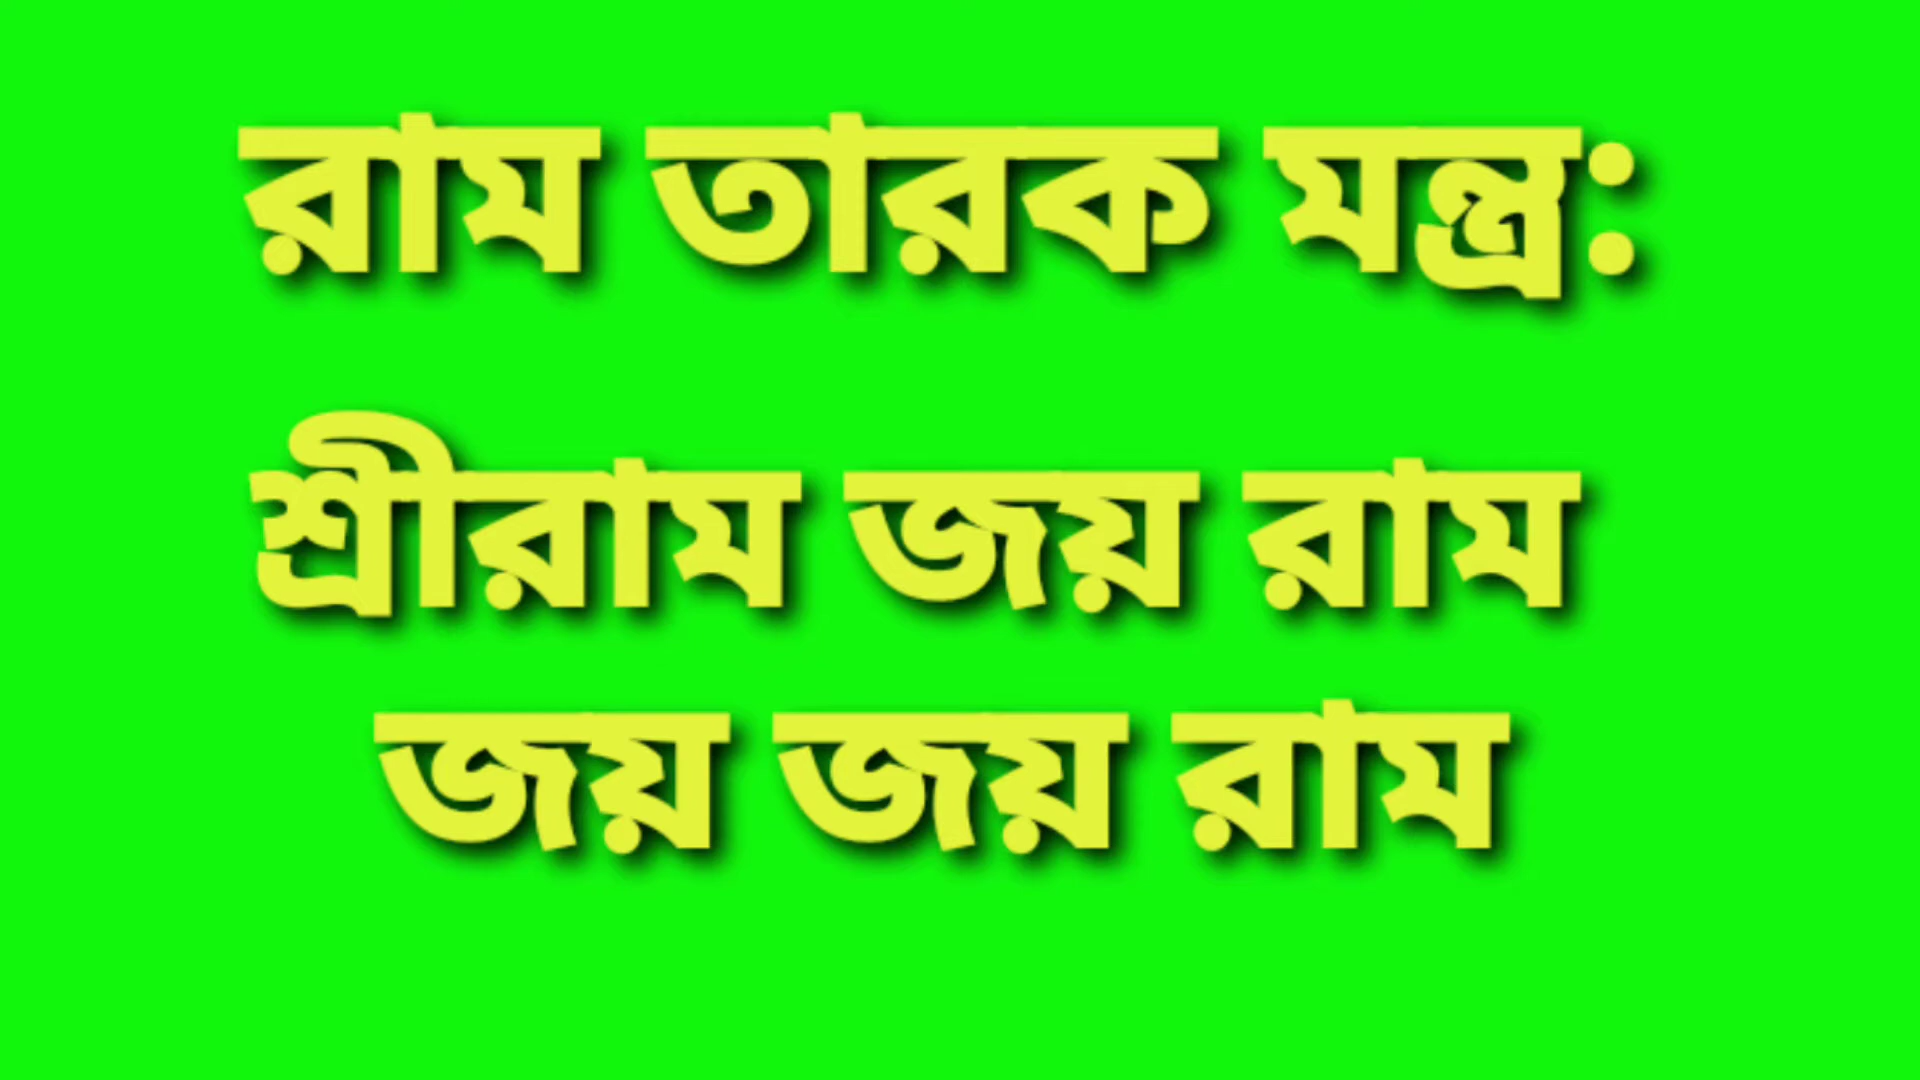 রাম তারক মন্ত্র:
শ্রীরাম জয় রাম
জয় জয় রাম